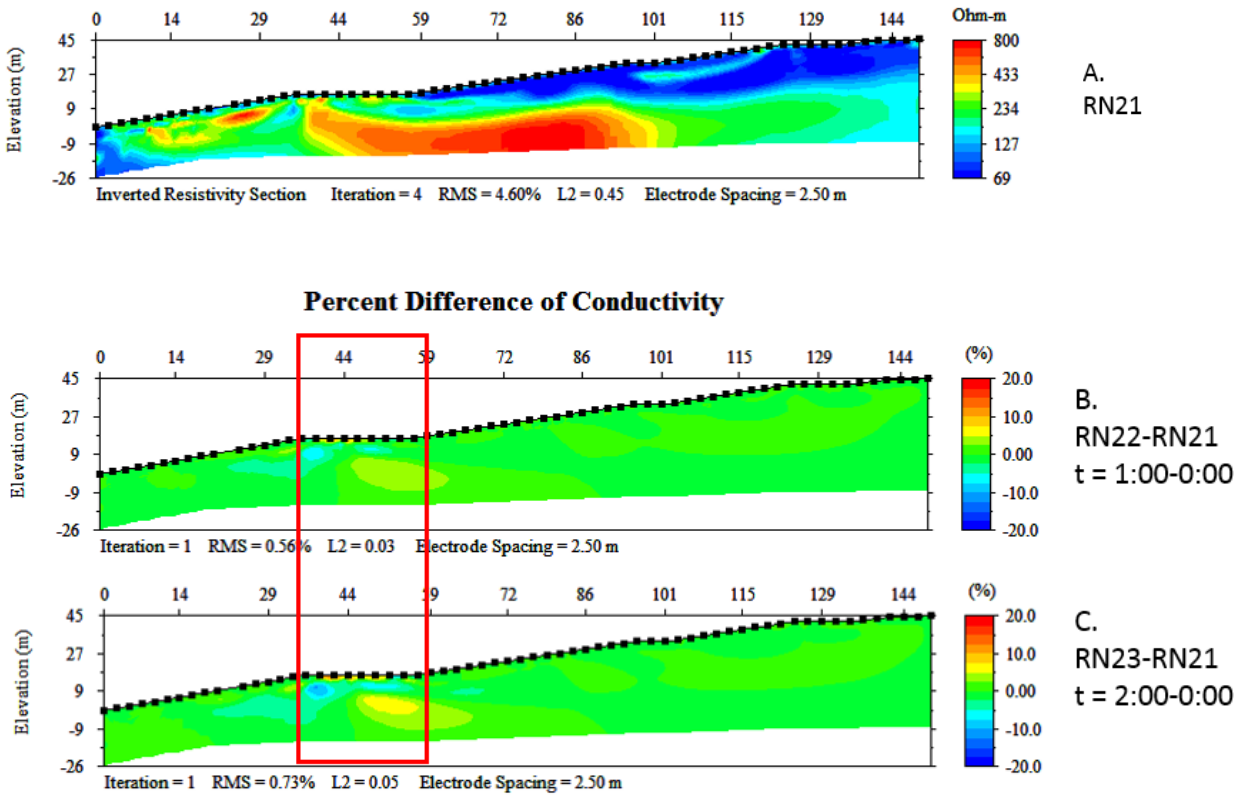 0 14 29 44 59 72 86 101 115 129 144
Ohm-m
Elevation (m)
45
27
9
-9
-26
800
433
234
127
69
A.
RN21
Inverted Resistivity Section Iteration = 4 RMS = 4.60% L2 = 0.45 Electrode Spacing = 2.50 m
Percent Difference of Conductivity
0 14 29 44 59 72 86 101 115 129 144
(%)
Elevation (m)
45
27
9
-9
-26
20.0
10.0
0.00
-10.0
-20.0
B.
RN22-RN21
t = 1:00-0:00
Iteration = 1 RMS = 0.56% L2 = 0.03 Electrode Spacing = 2.50 m
0 14 29 44 59 72 86 101 115 129 144
(%)
Elevation (m)
45
27
9
-9
-26
20.0
10.0
0.00
-10.0
-20.0
C.
RN23-RN21
t = 2:00-0:00
Iteration = 1 RMS = 0.73% L2 = 0.05 Electrode Spacing = 2.50 m